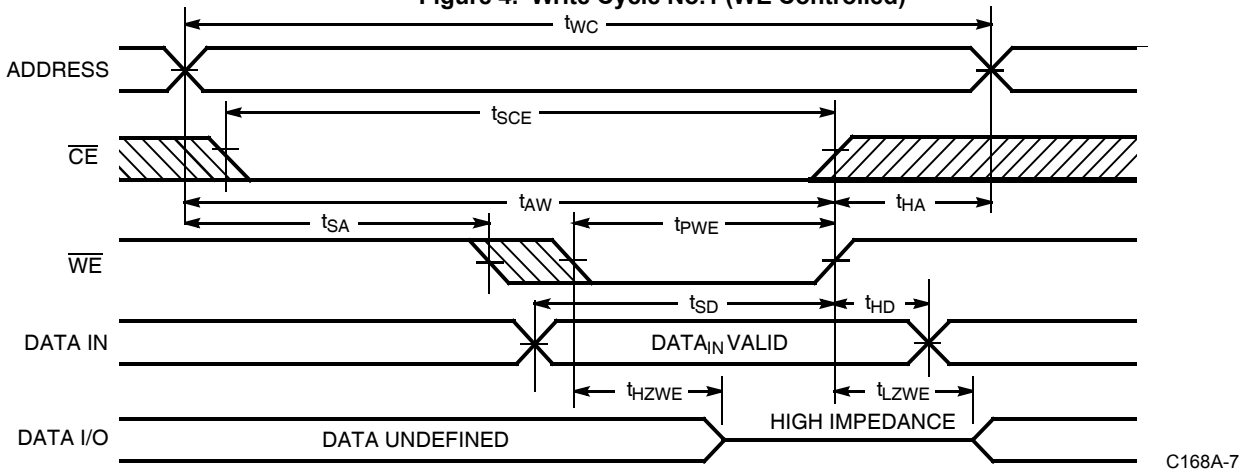 Figure 4. Write Cycle No.1 (WE Controlled)
tWC
ADDRESS
tSCE
CE
tAW
tHA
tSA
tPWE
WE
tSD
tHD
DATA IN
DATAIN VALID
tHZWE
tLZWE
HIGH IMPEDANCE
DATA I/O
DATA UNDEFINED
C168A-7